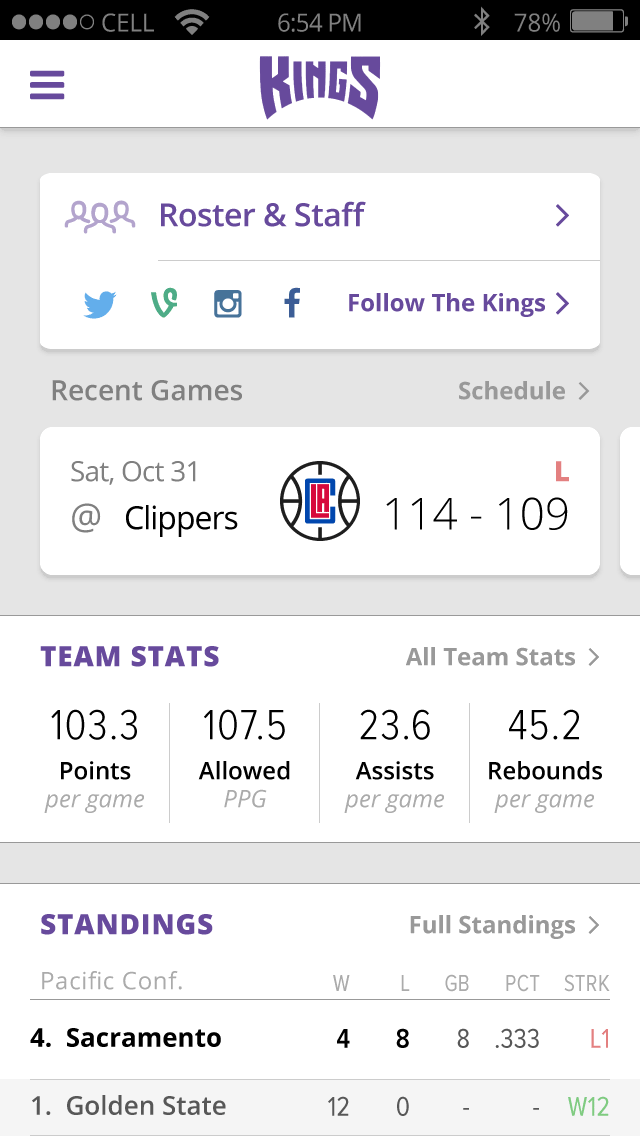 CELL 6:54 PM 78%
KINGS
Roster & Staff
Follow The Kings
Recent Games Schedule
Sat, Oct 31 L
@ Clippers LAC 114 - 109
TEAM STATS All Team Stats
103.3 107.5 23.6 45.2
Points Allowed Assists Rebounds
per game PPG per game per game
STANDINGS Full Standings
Pacific Conf. W L GB PCT STRK
4. Sacramento 4 8 8 .333 L1
1. Golden State 12 0 - - W12